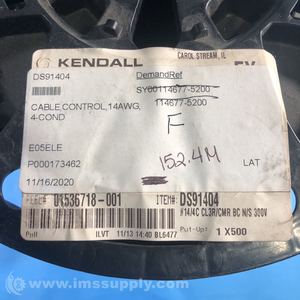 CAROL STREAM, IL
KENDALL
DS91404
DemandRef
SY00114677-5200
CABLE,CONTROL,14AWG,
114677-5200
4-COND
F
E05ELE
P000173462
152.4M
LAT
11/16/2020
01536718-001
ITEM#: DS91404
#14/4C CL3R/CMR BC N/S 300V
Pull
ILVT
11/13 14:40 BL6477
Put-Up: 1 X500
© www.imssupply.com